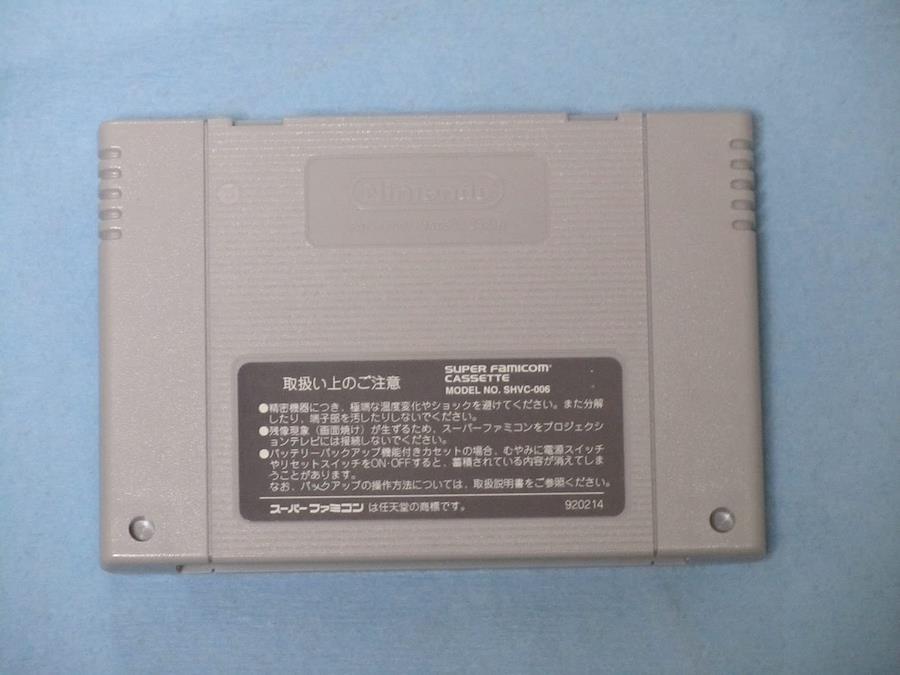 Nintendo
取扱い上のご注意
SUPER FAMICOM
CASSETTE
MODEL NO. SHVC-006
●精密機器につき、極端な温度変化やショックを避けてください。また分解
したり、端子部を汚したりしないでください。
●残像現象(画面焼け)が生ずるため、スーパーファミコンをプロジェクシ
ョンテレビには接続しないでください。
●バッテリーバックアップ機能付きカセットの場合、むやみに電源スイッチ
やリセットスイッチをON・OFFすると、蓄積されている内容が消えてしま
うことがあります。
なお、バックアップの操作方法については、取扱説明書をご参照ください。
スーパーファミコンは任天堂の商標です。 920214